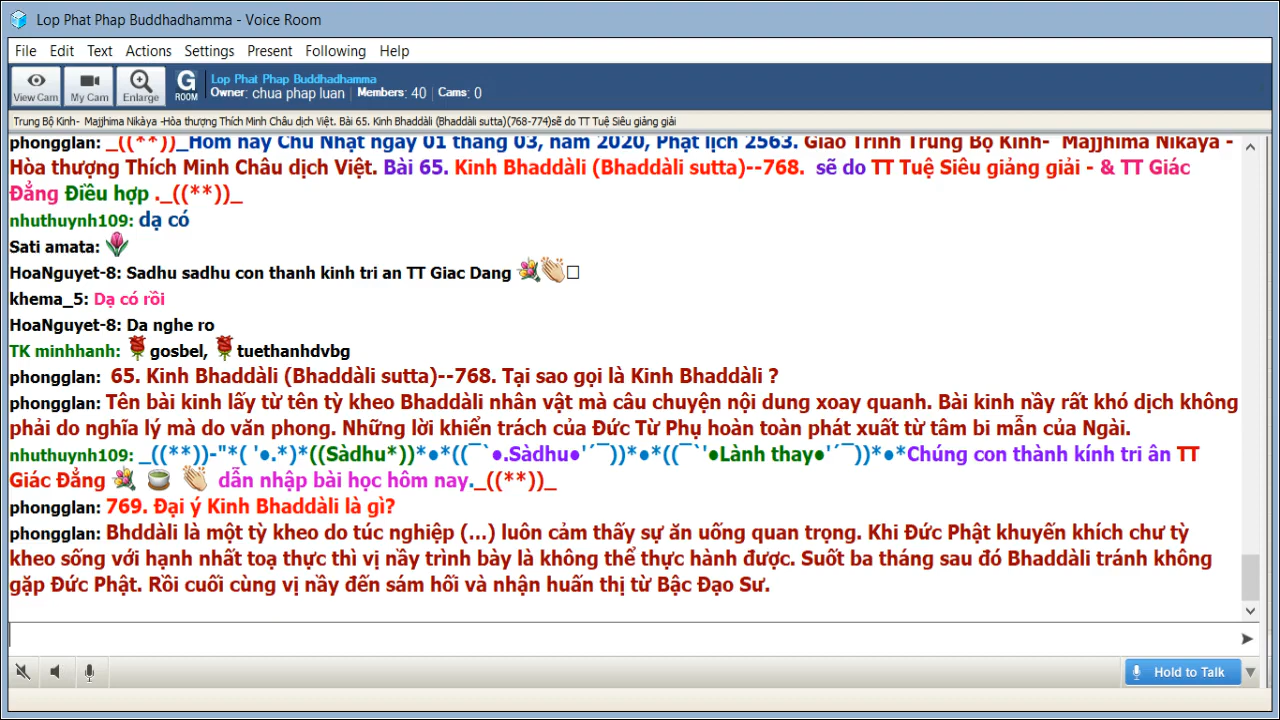 Lop Phat Phap Buddhadhamma - Voice Room
File Edit Text Actions Settings Present Following Help
View Cam My Cam Enlarge G ROOM Lop Phat Phap Buddhadhamma
Owner: chua phap luan Members: 40 Cams: 0
Trung Bộ Kinh- Majjhima Nikàya -Hòa thượng Thích Minh Châu dịch Việt. Bài 65. Kinh Bhaddàli (Bhaddàli sutta)(768-774)sẽ do TT Tuệ Siêu giảng giải
phongglan: _((**))_Hôm nay Chủ Nhật ngày 01 tháng 03, năm 2020, Phật lịch 2563. Giáo Trình Trung Bộ Kinh- Majjhima Nikàya -
Hòa thượng Thích Minh Châu dịch Việt. Bài 65. Kinh Bhaddàli (Bhaddàli sutta)--768. sẽ do TT Tuệ Siêu giảng giải - & TT Giác
Đẳng Điều hợp ._((**))_
nhuthuynh109: dạ có
Sati amata:
HoaNguyet-8: Sadhu sadhu con thanh kinh tri an TT Giac Dang
khema_5: Dạ có rồi
HoaNguyet-8: Da nghe ro
TK minhhanh: gosbel, tuethanhdvbg
phongglan: 65. Kinh Bhaddàli (Bhaddàli sutta)--768. Tại sao gọi là Kinh Bhaddàli ?
phongglan: Tên bài kinh lấy từ tên tỳ kheo Bhaddàli nhân vật mà câu chuyện nội dung xoay quanh. Bài kinh nầy rất khó dịch không
phải do nghĩa lý mà do văn phong. Những lời khiển trách của Đức Từ Phụ hoàn toàn phát xuất từ tâm bi mẫn của Ngài.
nhuthuynh109: _((**))-"*( '●.*)*((Sàdhu*))*●*((¯`●.Sàdhu●'´¯))*●*((¯`'●Lành thay●'´¯))*●*Chúng con thành kính tri ân TT
Giác Đẳng dẫn nhập bài học hôm nay._((**))_
phongglan: 769. Đại ý Kinh Bhaddàli là gì?
phongglan: Bhddàli là một tỳ kheo do túc nghiệp (...) luôn cảm thấy sự ăn uống quan trọng. Khi Đức Phật khuyến khích chư tỳ
kheo sống với hạnh nhất toạ thực thì vị nầy trình bày là không thể thực hành được. Suốt ba tháng sau đó Bhaddàli tránh không
gặp Đức Phật. Rồi cuối cùng vị nầy đến sám hối và nhận huấn thị từ Bậc Đạo Sư.
Hold to Talk